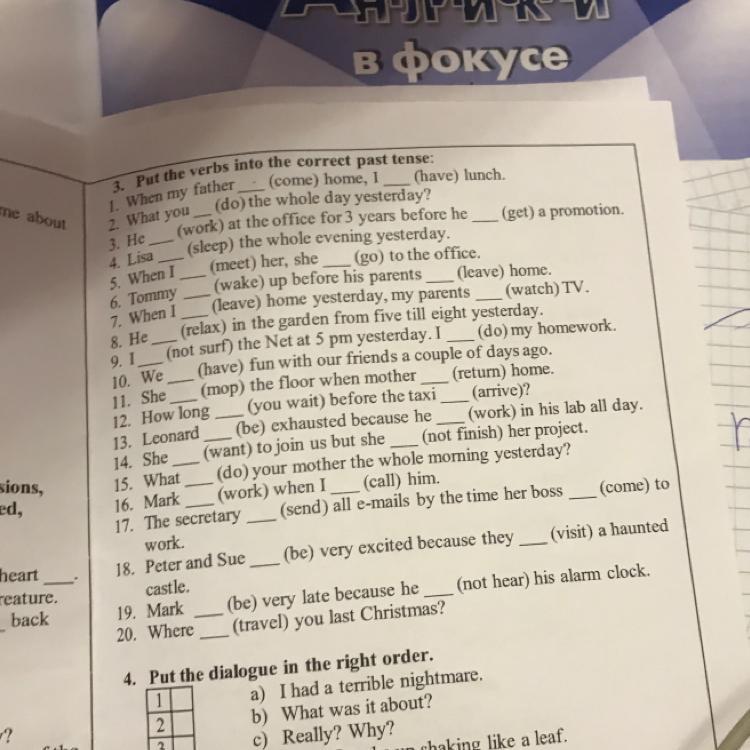 Английский
в фокусе
me about
3. Put the verbs into the correct past tense:
1. When my father ___ (come) home, I ___ (have) lunch.
2. What you ___ (do) the whole day yesterday?
3. He ___ (work) at the office for 3 years before he ___ (get) a promotion.
4. Lisa ___ (sleep) the whole evening yesterday.
5. When I ___ (meet) her, she ___ (go) to the office.
6. Tommy ___ (wake) up before his parents ___ (leave) home.
7. When I ___ (leave) home yesterday, my parents ___ (watch) TV.
8. He ___ (relax) in the garden from five till eight yesterday.
9. I ___ (not surf) the Net at 5 pm yesterday. I ___ (do) my homework.
10. We ___ (have) fun with our friends a couple of days ago.
11. She ___ (mop) the floor when mother ___ (return) home.
12. How long ___ (you wait) before the taxi ___ (arrive)?
13. Leonard ___ (be) exhausted because he ___ (work) in his lab all day.
14. She ___ (want) to join us but she ___ (not finish) her project.
15. What ___ (do) your mother the whole morning yesterday?
16. Mark ___ (work) when I ___ (call) him.
17. The secretary ___ (send) all e-mails by the time her boss ___ (come) to
work.
18. Peter and Sue ___ (be) very excited because they ___ (visit) a haunted
castle.
19. Mark ___ (be) very late because he ___ (not hear) his alarm clock.
20. Where ___ (travel) you last Christmas?
sions,
ed,
heart ___.
reature.
_ back
4. Put the dialogue in the right order.
1
2
3
a) I had a terrible nightmare.
b) What was it about?
c) Really? Why?
shaking like a leaf.